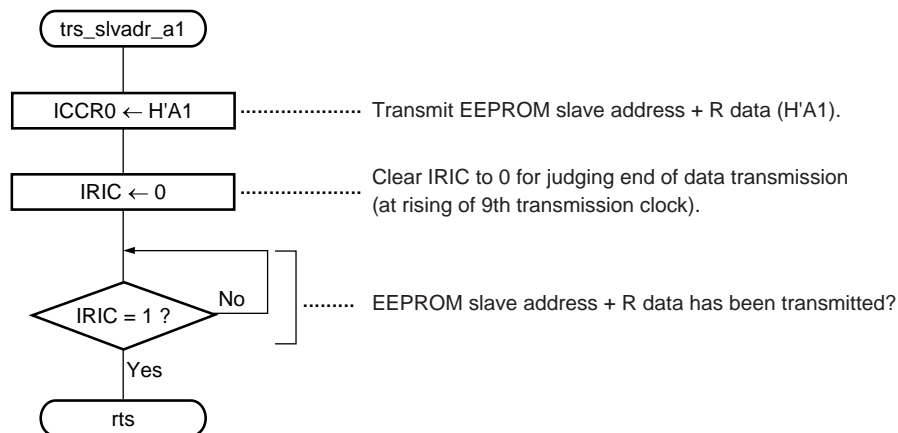 trs_slvadr_a1
ICCR0 ← H'A1
Transmit EEPROM slave address + R data (H'A1).
IRIC ← 0
Clear IRIC to 0 for judging end of data transmission
(at rising of 9th transmission clock).
No
IRIC = 1 ?
EEPROM slave address + R data has been transmitted?
Yes
rts